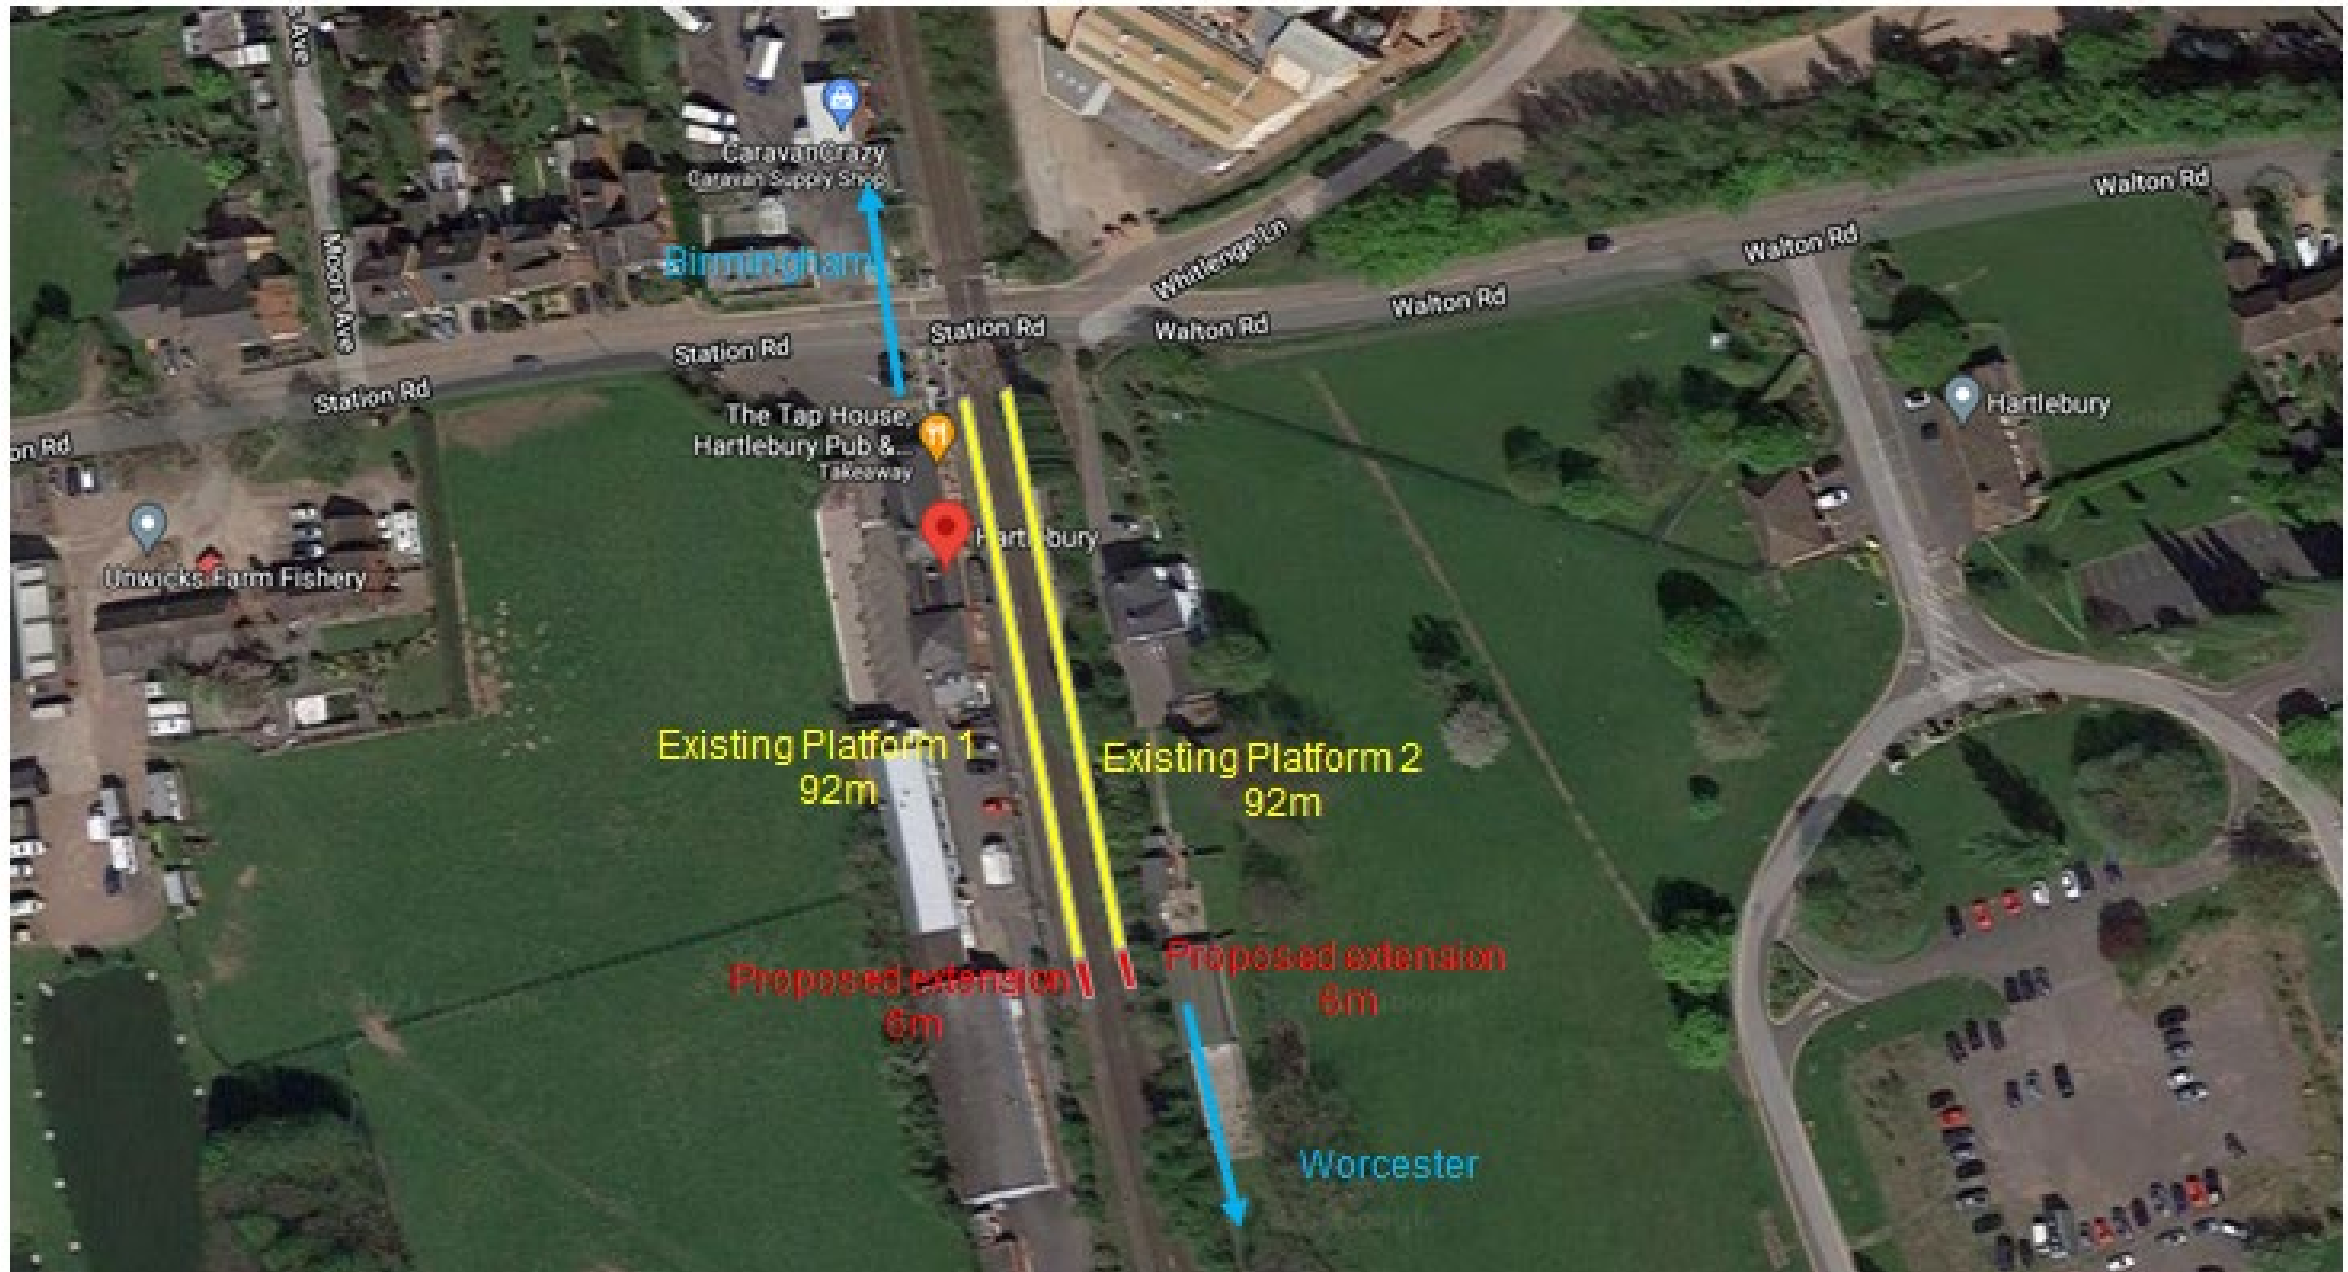 s Ave
CaravanCrazy
Caravan Supply Shop
Walton Rd
Moors Ave
Birmingham
Whitlenge Ln
Walton Rd
Walton Rd
Station Rd
Walton Rd
Station Rd
Station Rd
on Rd
The Tap House,
Hartlebury Pub &...
Takeaway
Hartlebury
Hartlebury
Unwicks Farm Fishery
Existing Platform 1
92m
Existing Platform 2
92m
Proposed extension
6m
Proposed extension
6m
Worcester